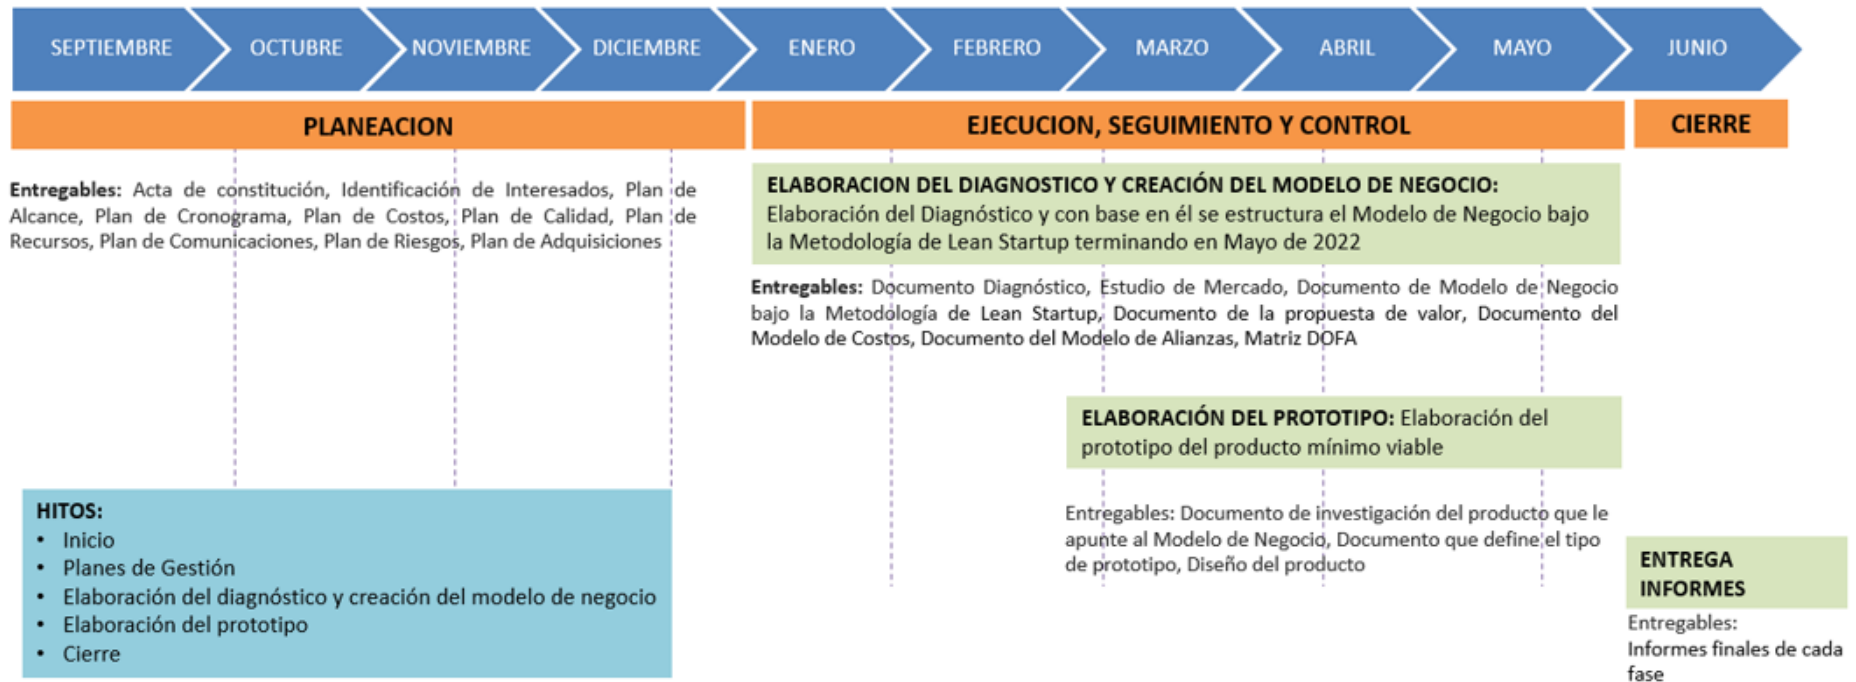 SEPTIEMBRE OCTUBRE NOVIEMBRE DICIEMBRE ENERO FEBRERO MARZO ABRIL MAYO JUNIO
PLANEACION
EJECUCION, SEGUIMIENTO Y CONTROL
CIERRE
Entregables: Acta de constitución, Identificación de Interesados, Plan de
Alcance, Plan de Cronograma, Plan de Costos, Plan de Calidad, Plan de
Recursos, Plan de Comunicaciones, Plan de Riesgos, Plan de Adquisiciones
ELABORACION DEL DIAGNOSTICO Y CREACIÓN DEL MODELO DE NEGOCIO:
Elaboración del Diagnóstico y con base en él se estructura el Modelo de Negocio bajo
la Metodología de Lean Startup terminando en Mayo de 2022
Entregables: Documento Diagnóstico, Estudio de Mercado, Documento de Modelo de Negocio
bajo la Metodología de Lean Startup, Documento de la propuesta de valor, Documento del
Modelo de Costos, Documento del Modelo de Alianzas, Matriz DOFA
ELABORACIÓN DEL PROTOTIPO: Elaboración del
prototipo del producto mínimo viable
Entregables: Documento de investigación del producto que le
apunte al Modelo de Negocio, Documento que define el tipo
de prototipo, Diseño del producto
HITOS:
• Inicio
• Planes de Gestión
• Elaboración del diagnóstico y creación del modelo de negocio
• Elaboración del prototipo
• Cierre
ENTREGA
INFORMES
Entregables:
Informes finales de cada
fase